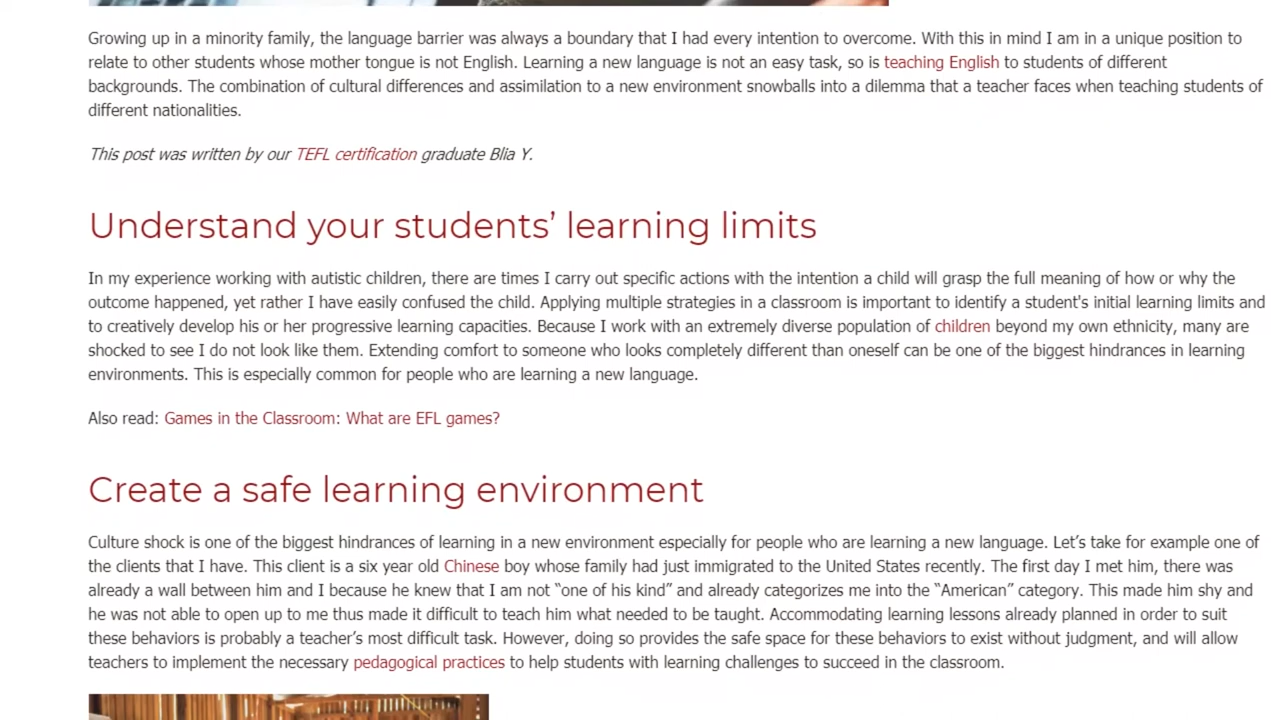 Growing up in a minority family, the language barrier was always a boundary that I had every intention to overcome. With this in mind I am in a unique position to
relate to other students whose mother tongue is not English. Learning a new language is not an easy task, so is teaching English to students of different
backgrounds. The combination of cultural differences and assimilation to a new environment snowballs into a dilemma that a teacher faces when teaching students of
different nationalities.
This post was written by our TEFL certification graduate Blia Y.
Understand your students’ learning limits
In my experience working with autistic children, there are times I carry out specific actions with the intention a child will grasp the full meaning of how or why the
outcome happened, yet rather I have easily confused the child. Applying multiple strategies in a classroom is important to identify a student's initial learning limits and
to creatively develop his or her progressive learning capacities. Because I work with an extremely diverse population of children beyond my own ethnicity, many are
shocked to see I do not look like them. Extending comfort to someone who looks completely different than oneself can be one of the biggest hindrances in learning
environments. This is especially common for people who are learning a new language.
Also read: Games in the Classroom: What are EFL games?
Create a safe learning environment
Culture shock is one of the biggest hindrances of learning in a new environment especially for people who are learning a new language. Let’s take for example one of
the clients that I have. This client is a six year old Chinese boy whose family had just immigrated to the United States recently. The first day I met him, there was
already a wall between him and I because he knew that I am not “one of his kind” and already categorizes me into the “American” category. This made him shy and
he was not able to open up to me thus made it difficult to teach him what needed to be taught. Accommodating learning lessons already planned in order to suit
these behaviors is probably a teacher’s most difficult task. However, doing so provides the safe space for these behaviors to exist without judgment, and will allow
teachers to implement the necessary pedagogical practices to help students with learning challenges to succeed in the classroom.